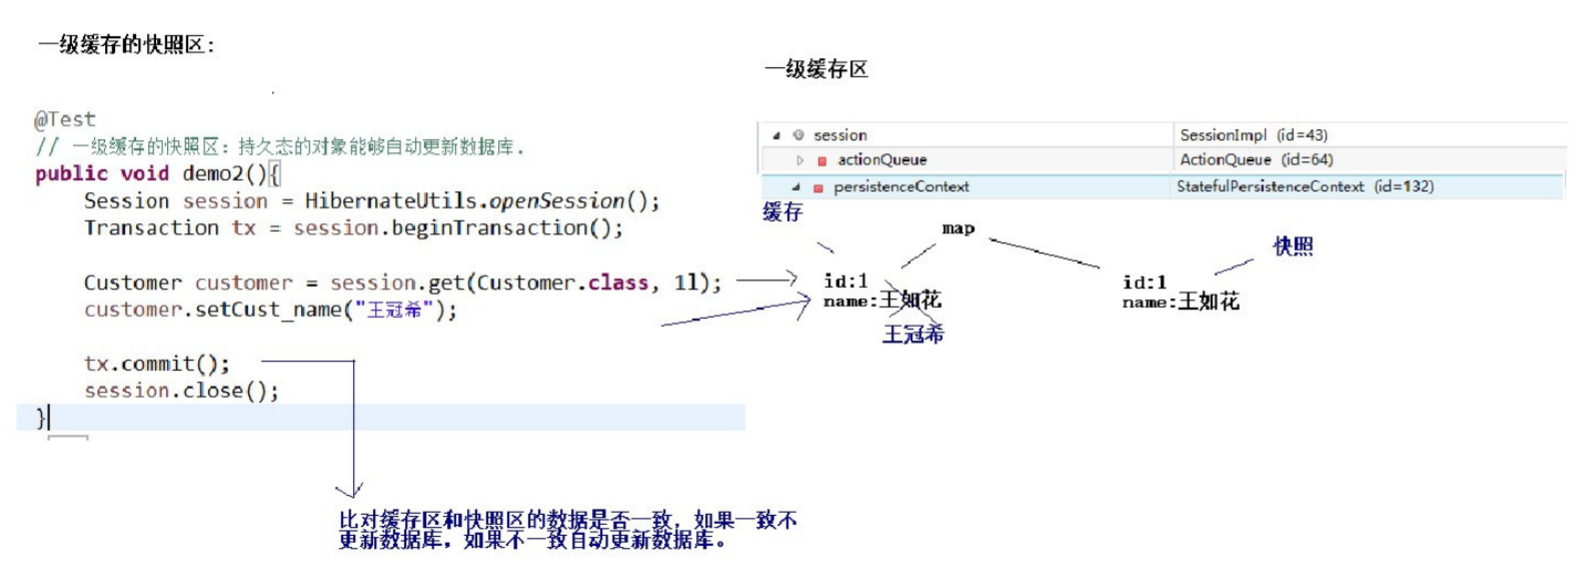 一级缓存的快照区：
@Test
// 一级缓存的快照区：持久态的对象能够自动更新数据库.
public void demo2(){
Session session = HibernateUtils.openSession();
Transaction tx = session.beginTransaction();
Customer customer = session.get(Customer.class, 1l);
customer.setCust_name("王冠希");
tx.commit();
session.close();
}
比对缓存区和快照区的数据是否一致，如果一致不
更新数据库，如果不一致自动更新数据库。
一级缓存区
session SessionImpl (id=43)
actionQueue ActionQueue (id=64)
persistenceContext StatefulPersistenceContext (id=132)
缓存
map
快照
id:1
name:王如花
王冠希
id:1
name:王如花